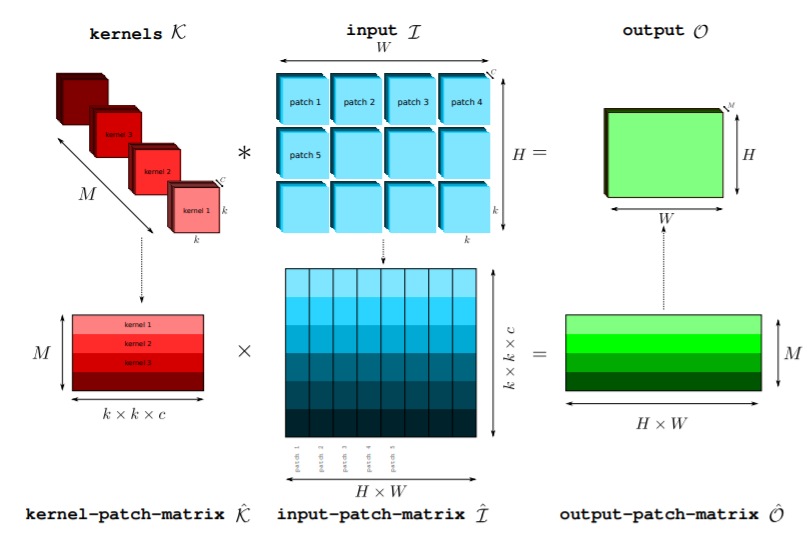 kernels 𝒦
input ℐ
output 𝒪
W
C
M
patch 1
patch 2
patch 3
patch 4
kernel 3
patch 5
*
H
=
H
kernel 2
M
C
kernel 1
k
k
k
k
W
kernel 1
kernel 2
kernel 3
M
×
k × k × c
=
M
k × k × c
H × W
patch 1
patch 2
patch 3
patch 4
patch 5
H × W
kernel-patch-matrix 𝒦̂
input-patch-matrix ℐ̂
output-patch-matrix 𝒪̂